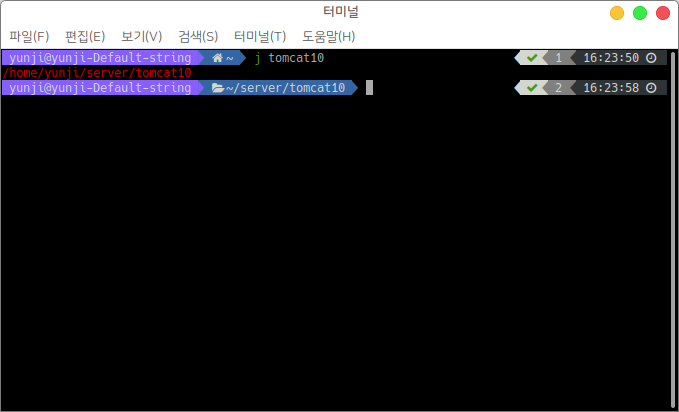 터미널
파일(F) 편집(E) 보기(V) 검색(S) 터미널(T) 도움말(H)
yunji@yunji-Default-string ~ j tomcat10 ✔ 1 16:23:50
/home/yunji/server/tomcat10
yunji@yunji-Default-string ~/server/tomcat10 ✔ 2 16:23:58